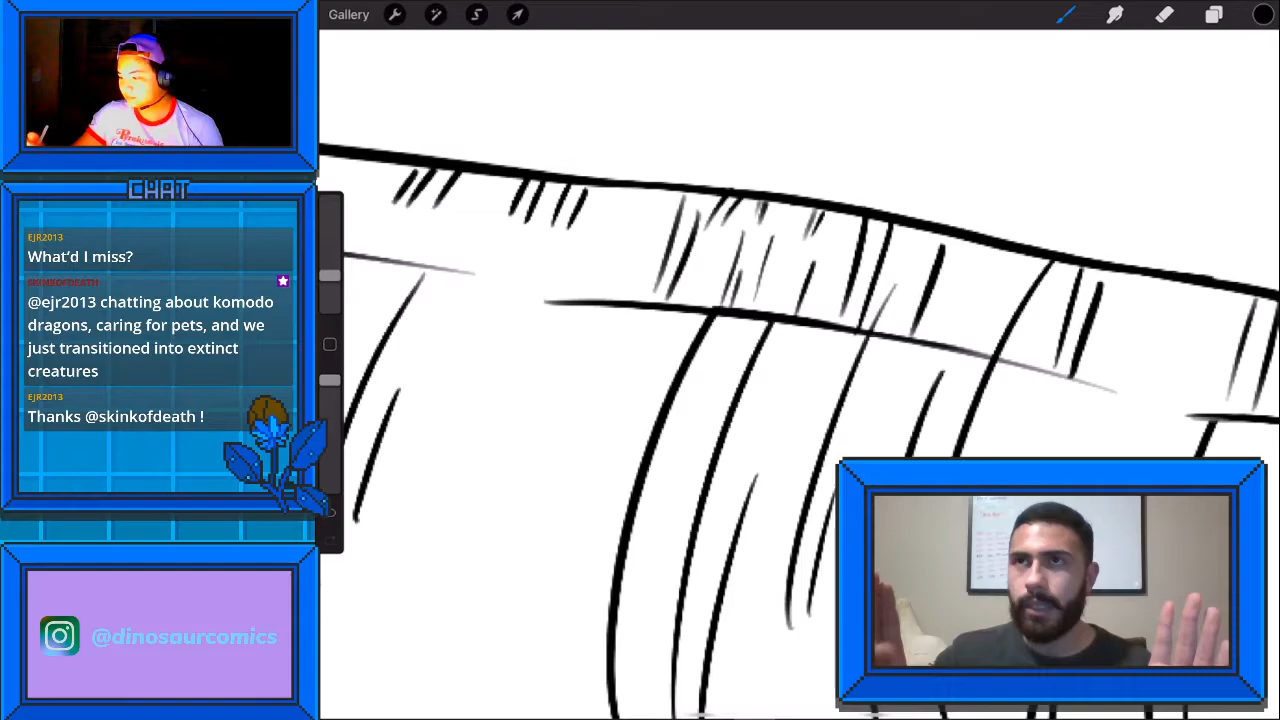 Gallery
CHAT
EJR2013
What'd I miss?
SKINKOFDEATH
@ejr2013 chatting about komodo
dragons, caring for pets, and we
just transitioned into extinct
creatures
EJR2013
Thanks @skinkofdeath !
@dinosaurcomics